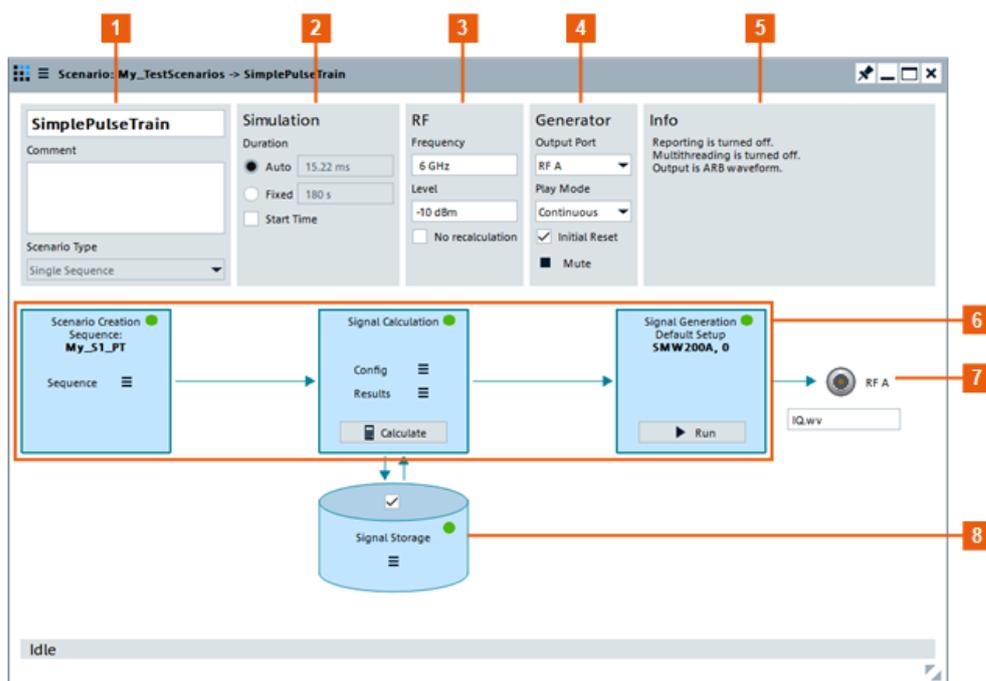 1
2
3
4
5
Scenario: My_TestScenarios -> SimplePulseTrain
SimplePulseTrain
Comment
Scenario Type
Single Sequence
Simulation
Duration
Auto 15.22 ms
Fixed 180 s
Start Time
RF
Frequency
6 GHz
Level
-10 dBm
No recalculation
Generator
Output Port
RF A
Play Mode
Continuous
Initial Reset
Mute
Info
Reporting is turned off.
Multithreading is turned off.
Output is ARB waveform.
6
Scenario Creation
Sequence:
My_S1_PT
Sequence
Signal Calculation
Config
Results
Calculate
Signal Generation
Default Setup
SMW200A, 0
Run
7
RF A
IQ.wv
8
Signal Storage
Idle